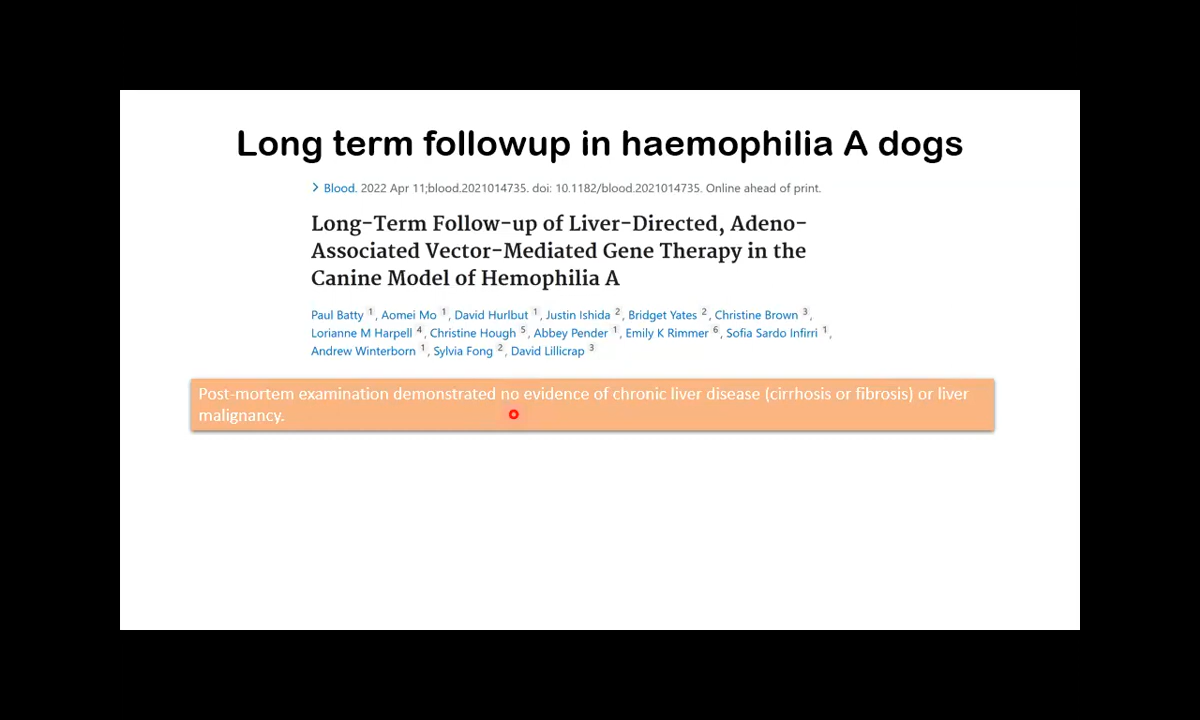 Long term followup in haemophilia A dogs
> Blood. 2022 Apr 11;blood.2021014735. doi: 10.1182/blood.2021014735. Online ahead of print.
Long-Term Follow-up of Liver-Directed, Adeno-
Associated Vector-Mediated Gene Therapy in the
Canine Model of Hemophilia A
Paul Batty 1, Aomei Mo 1, David Hurlbut 1, Justin Ishida 2, Bridget Yates 2, Christine Brown 3,
Lorianne M Harpell 4, Christine Hough 5, Abbey Pender 1, Emily K Rimmer 6, Sofia Sardo Infirri 1,
Andrew Winterborn 1, Sylvia Fong 2, David Lillicrap 3
Post-mortem examination demonstrated no evidence of chronic liver disease (cirrhosis or fibrosis) or liver
malignancy.